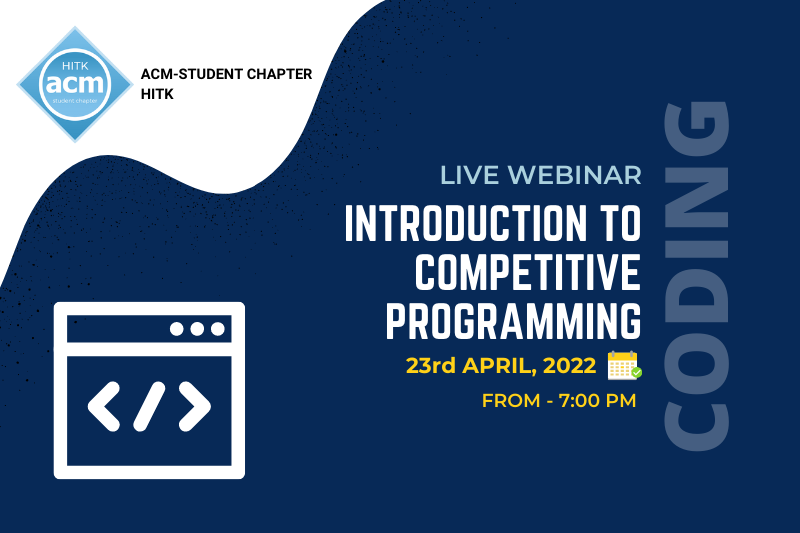 HITK
acm
student chapter
ACM-STUDENT CHAPTER
HITK
LIVE WEBINAR
INTRODUCTION TO
COMPETITIVE
PROGRAMMING
23rd APRIL, 2022
FROM - 7:00 PM
CODING